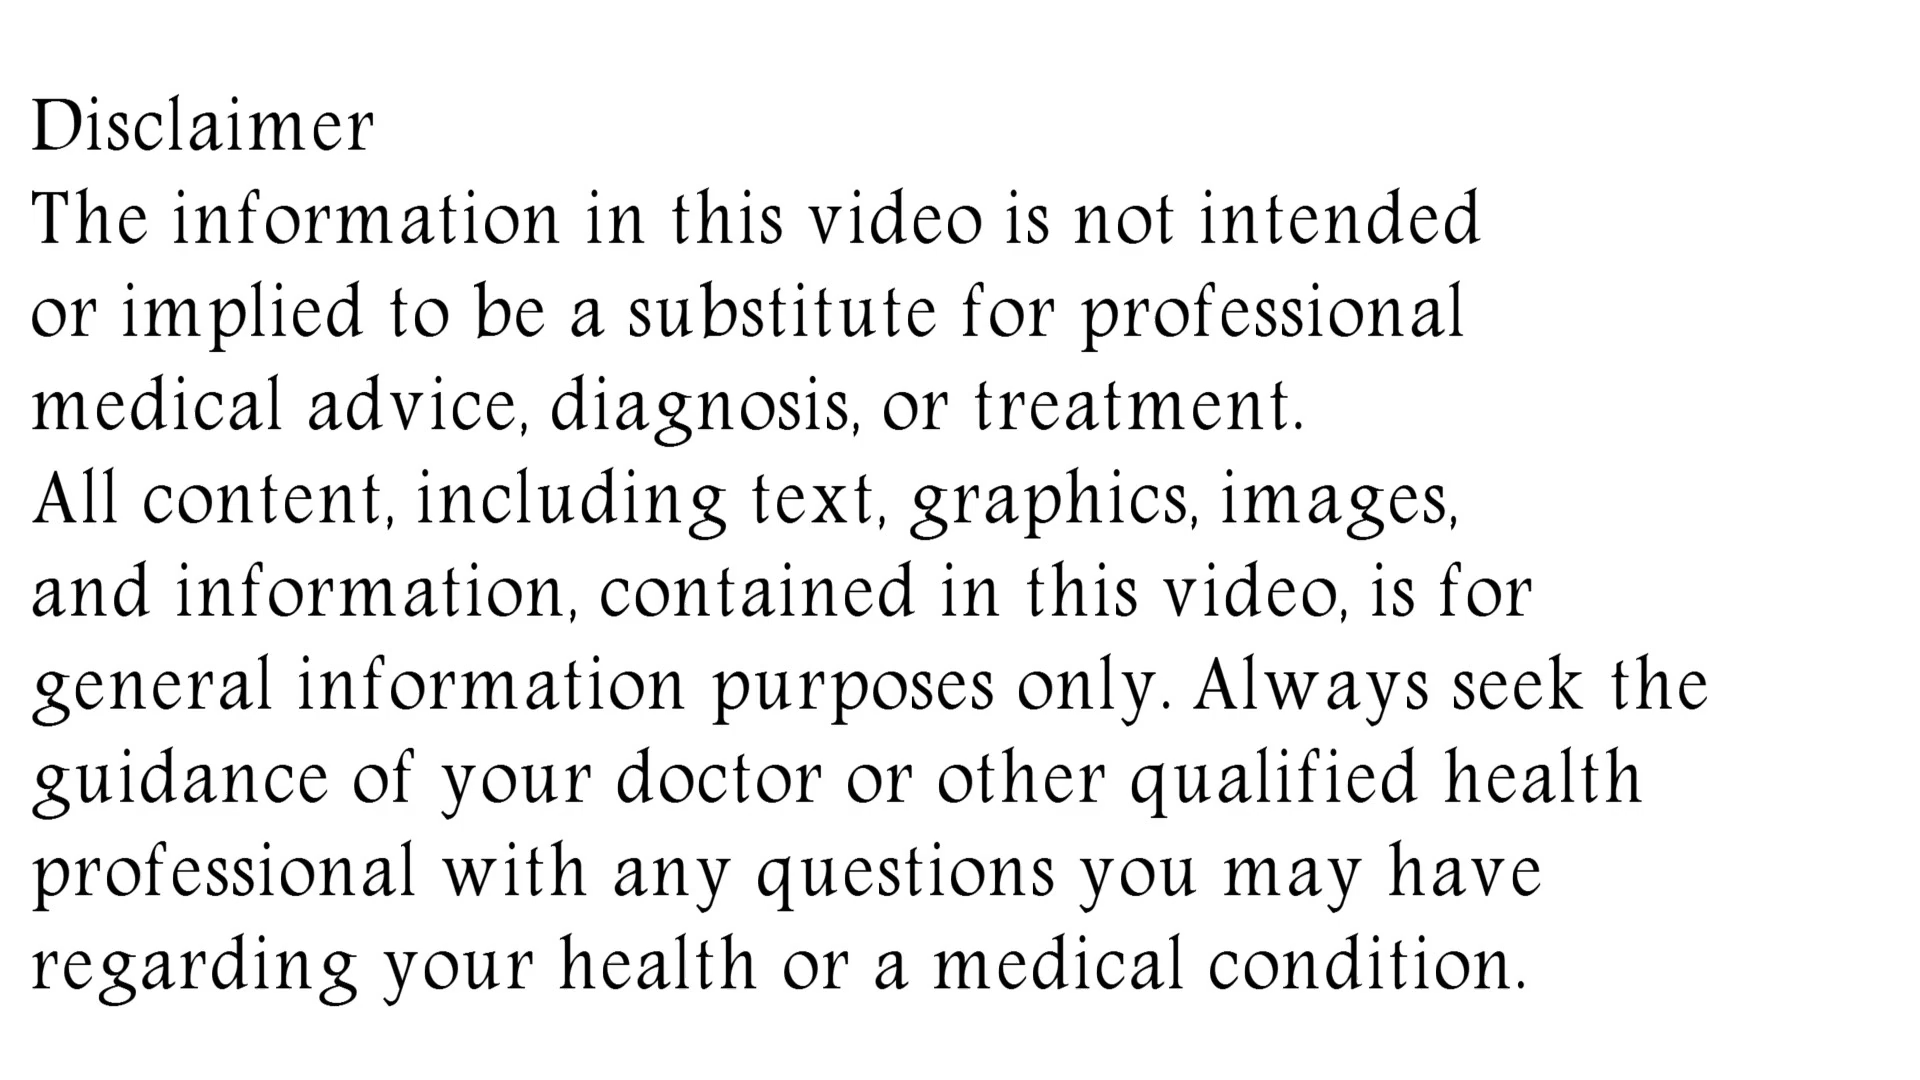 Disclaimer
The information in this video is not intended
or implied to be a substitute for professional
medical advice, diagnosis, or treatment.
All content, including text, graphics, images,
and information, contained in this video, is for
general information purposes only. Always seek the
guidance of your doctor or other qualified health
professional with any questions you may have
regarding your health or a medical condition.